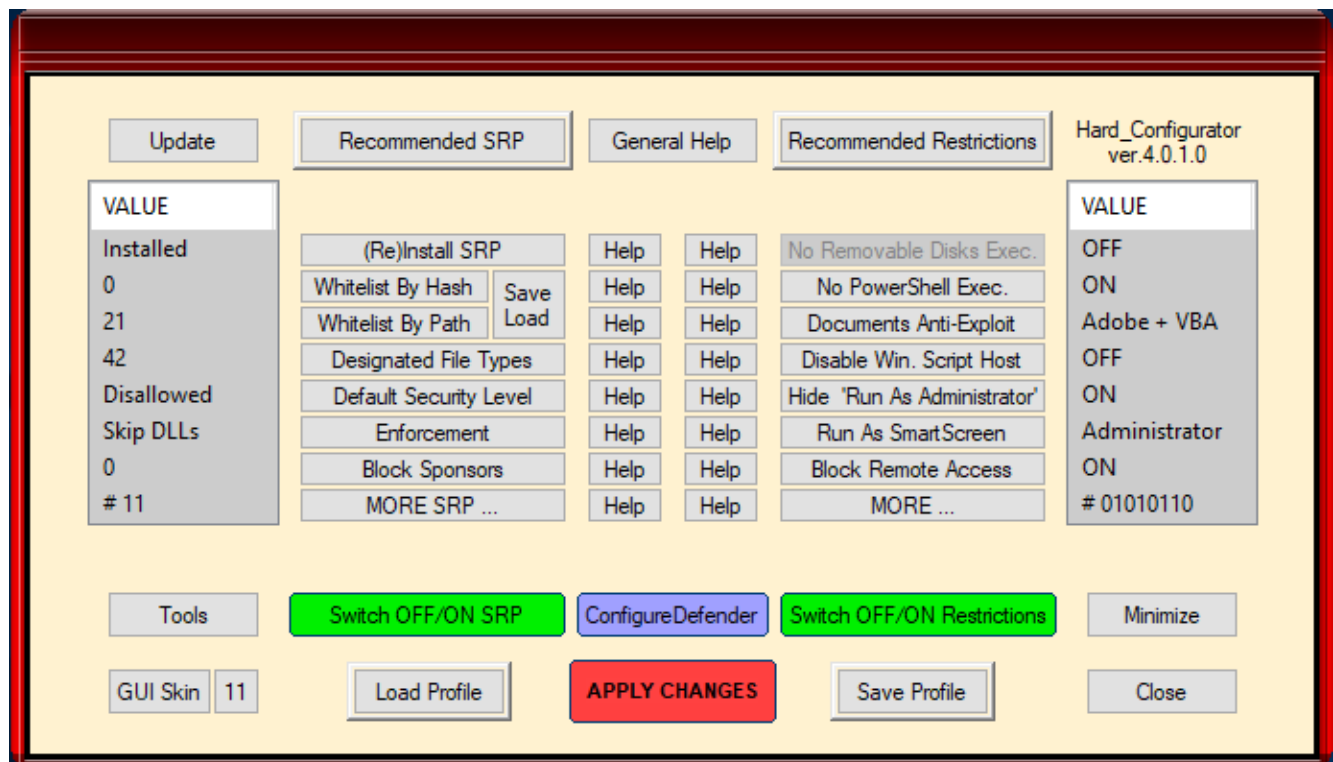 Update
Recommended SRP
General Help
Recommended Restrictions
Hard_Configurator
ver.4.0.1.0
VALUE
VALUE
Installed
(Re)Install SRP
Help
Help
No Removable Disks Exec.
OFF
0
Whitelist By Hash
Save
Load
Help
Help
No PowerShell Exec.
ON
21
Whitelist By Path
Help
Help
Documents Anti-Exploit
Adobe + VBA
42
Designated File Types
Help
Help
Disable Win. Script Host
OFF
Disallowed
Default Security Level
Help
Help
Hide 'Run As Administrator'
ON
Skip DLLs
Enforcement
Help
Help
Run As SmartScreen
Administrator
0
Block Sponsors
Help
Help
Block Remote Access
ON
# 11
MORE SRP ...
Help
Help
MORE ...
# 01010110
Tools
Switch OFF/ON SRP
ConfigureDefender
Switch OFF/ON Restrictions
Minimize
GUI Skin
11
Load Profile
APPLY CHANGES
Save Profile
Close